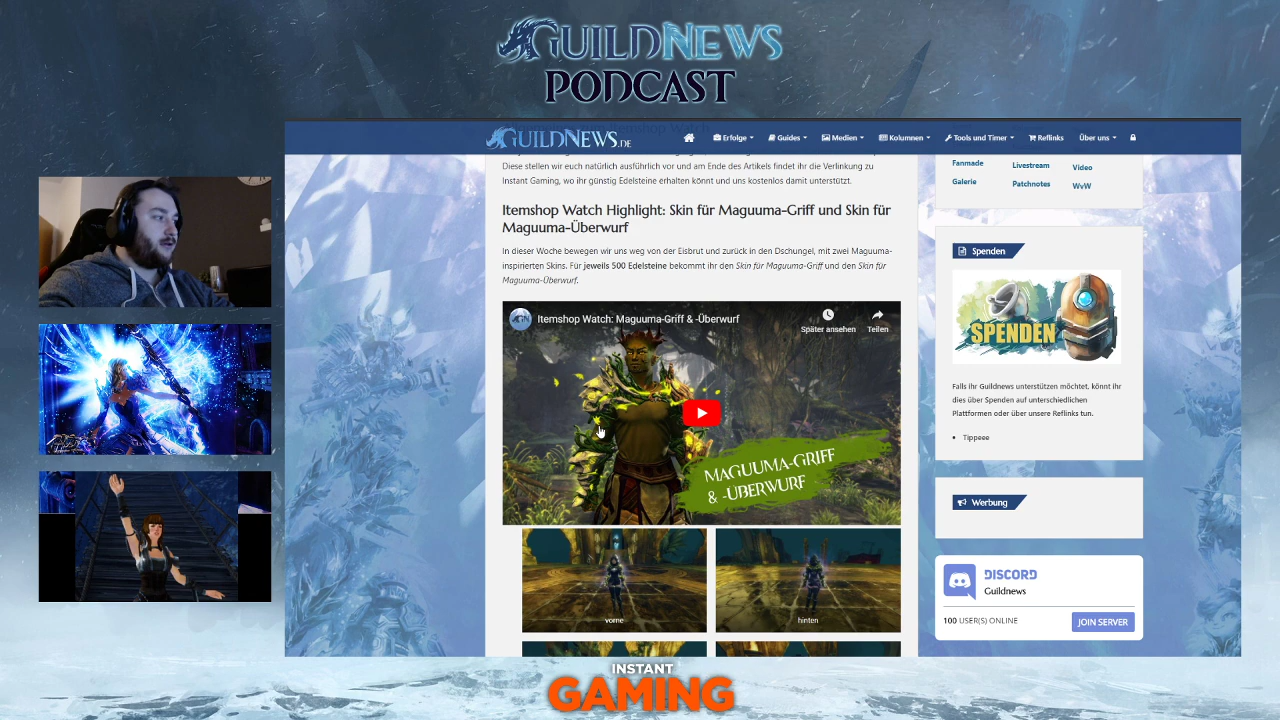 GUILDNEWS
PODCAST
GUILDNEWS.DE
Erfolge
Guides
Medien
Kolumnen
Tools und Timer
Reflinks
Über uns
Diese stellen wir euch natürlich ausführlich vor und am Ende des Artikels findet ihr die Verlinkung zu
Instant Gaming, wo ihr günstig Edelsteine erhalten könnt und uns kostenlos damit unterstützt.
Itemshop Watch Highlight: Skin für Maguuma-Griff und Skin für
Maguuma-Überwurf
In dieser Woche bewegen wir uns weg von der Eisbrut und zurück in den Dschungel, mit zwei Maguuma-
inspirierten Skins. Für jeweils 500 Edelsteine bekommt ihr den Skin für Maguuma-Griff und den Skin für
Maguuma-Überwurf.
Itemshop Watch: Maguuma-Griff & -Überwurf
Später ansehen
Teilen
MAGUUMA-GRIFF
& -ÜBERWURF
vorne
hinten
Fanmade
Livestream
Video
Galerie
Patchnotes
WvW
Spenden
SPENDEN
Falls ihr Guildnews unterstützen möchtet, könnt ihr
dies über Spenden auf unterschiedlichen
Plattformen oder über unsere Reflinks tun.
Tippeee
Werbung
DISCORD
Guildnews
100 USER(S) ONLINE
JOIN SERVER
INSTANT
GAMING